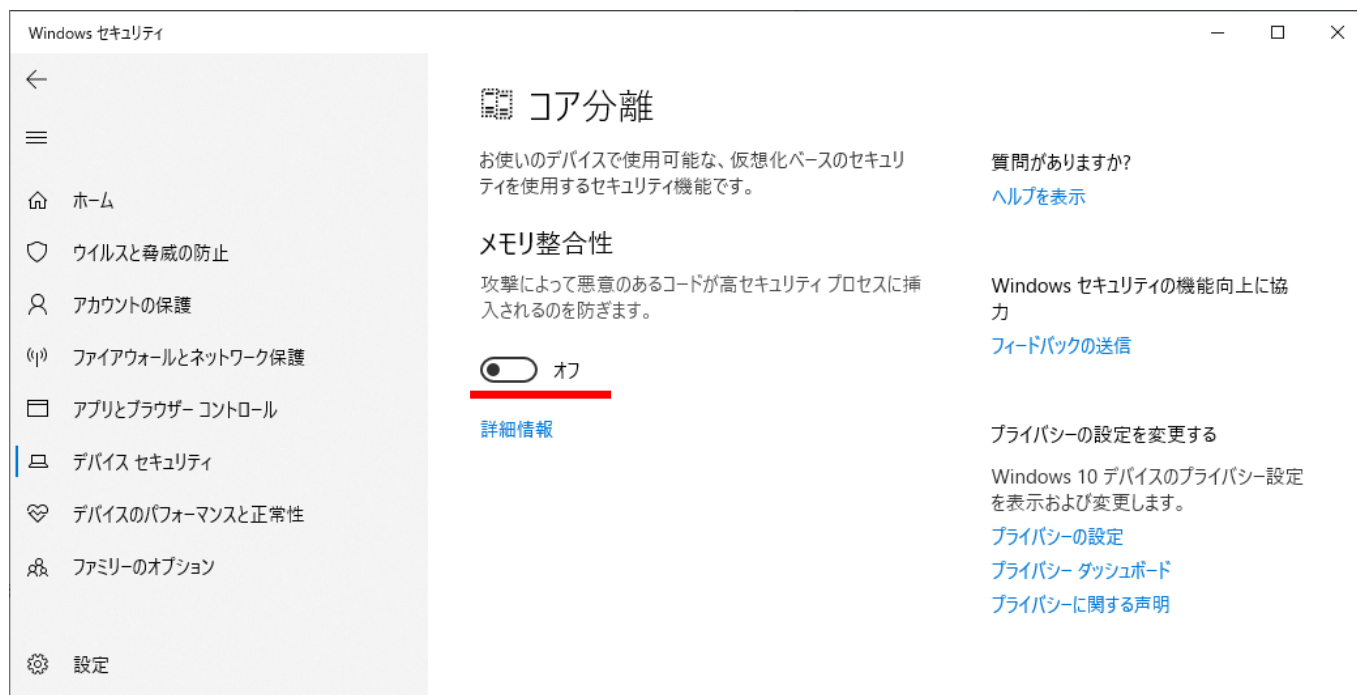 Windows セキュリティ
ホーム
ウイルスと脅威の防止
アカウントの保護
ファイアウォールとネットワーク保護
アプリとブラウザー コントロール
デバイス セキュリティ
デバイスのパフォーマンスと正常性
ファミリーのオプション
設定
コア分離
お使いのデバイスで使用可能な、仮想化ベースのセキュリ
ティを使用するセキュリティ機能です。
メモリ整合性
攻撃によって悪意のあるコードが高セキュリティ プロセスに挿
入されるのを防ぎます。
オフ
詳細情報
質問がありますか?
ヘルプを表示
Windows セキュリティの機能向上に協
力
フィードバックの送信
プライバシーの設定を変更する
Windows 10 デバイスのプライバシー設定
を表示および変更します。
プライバシーの設定
プライバシー ダッシュボード
プライバシーに関する声明